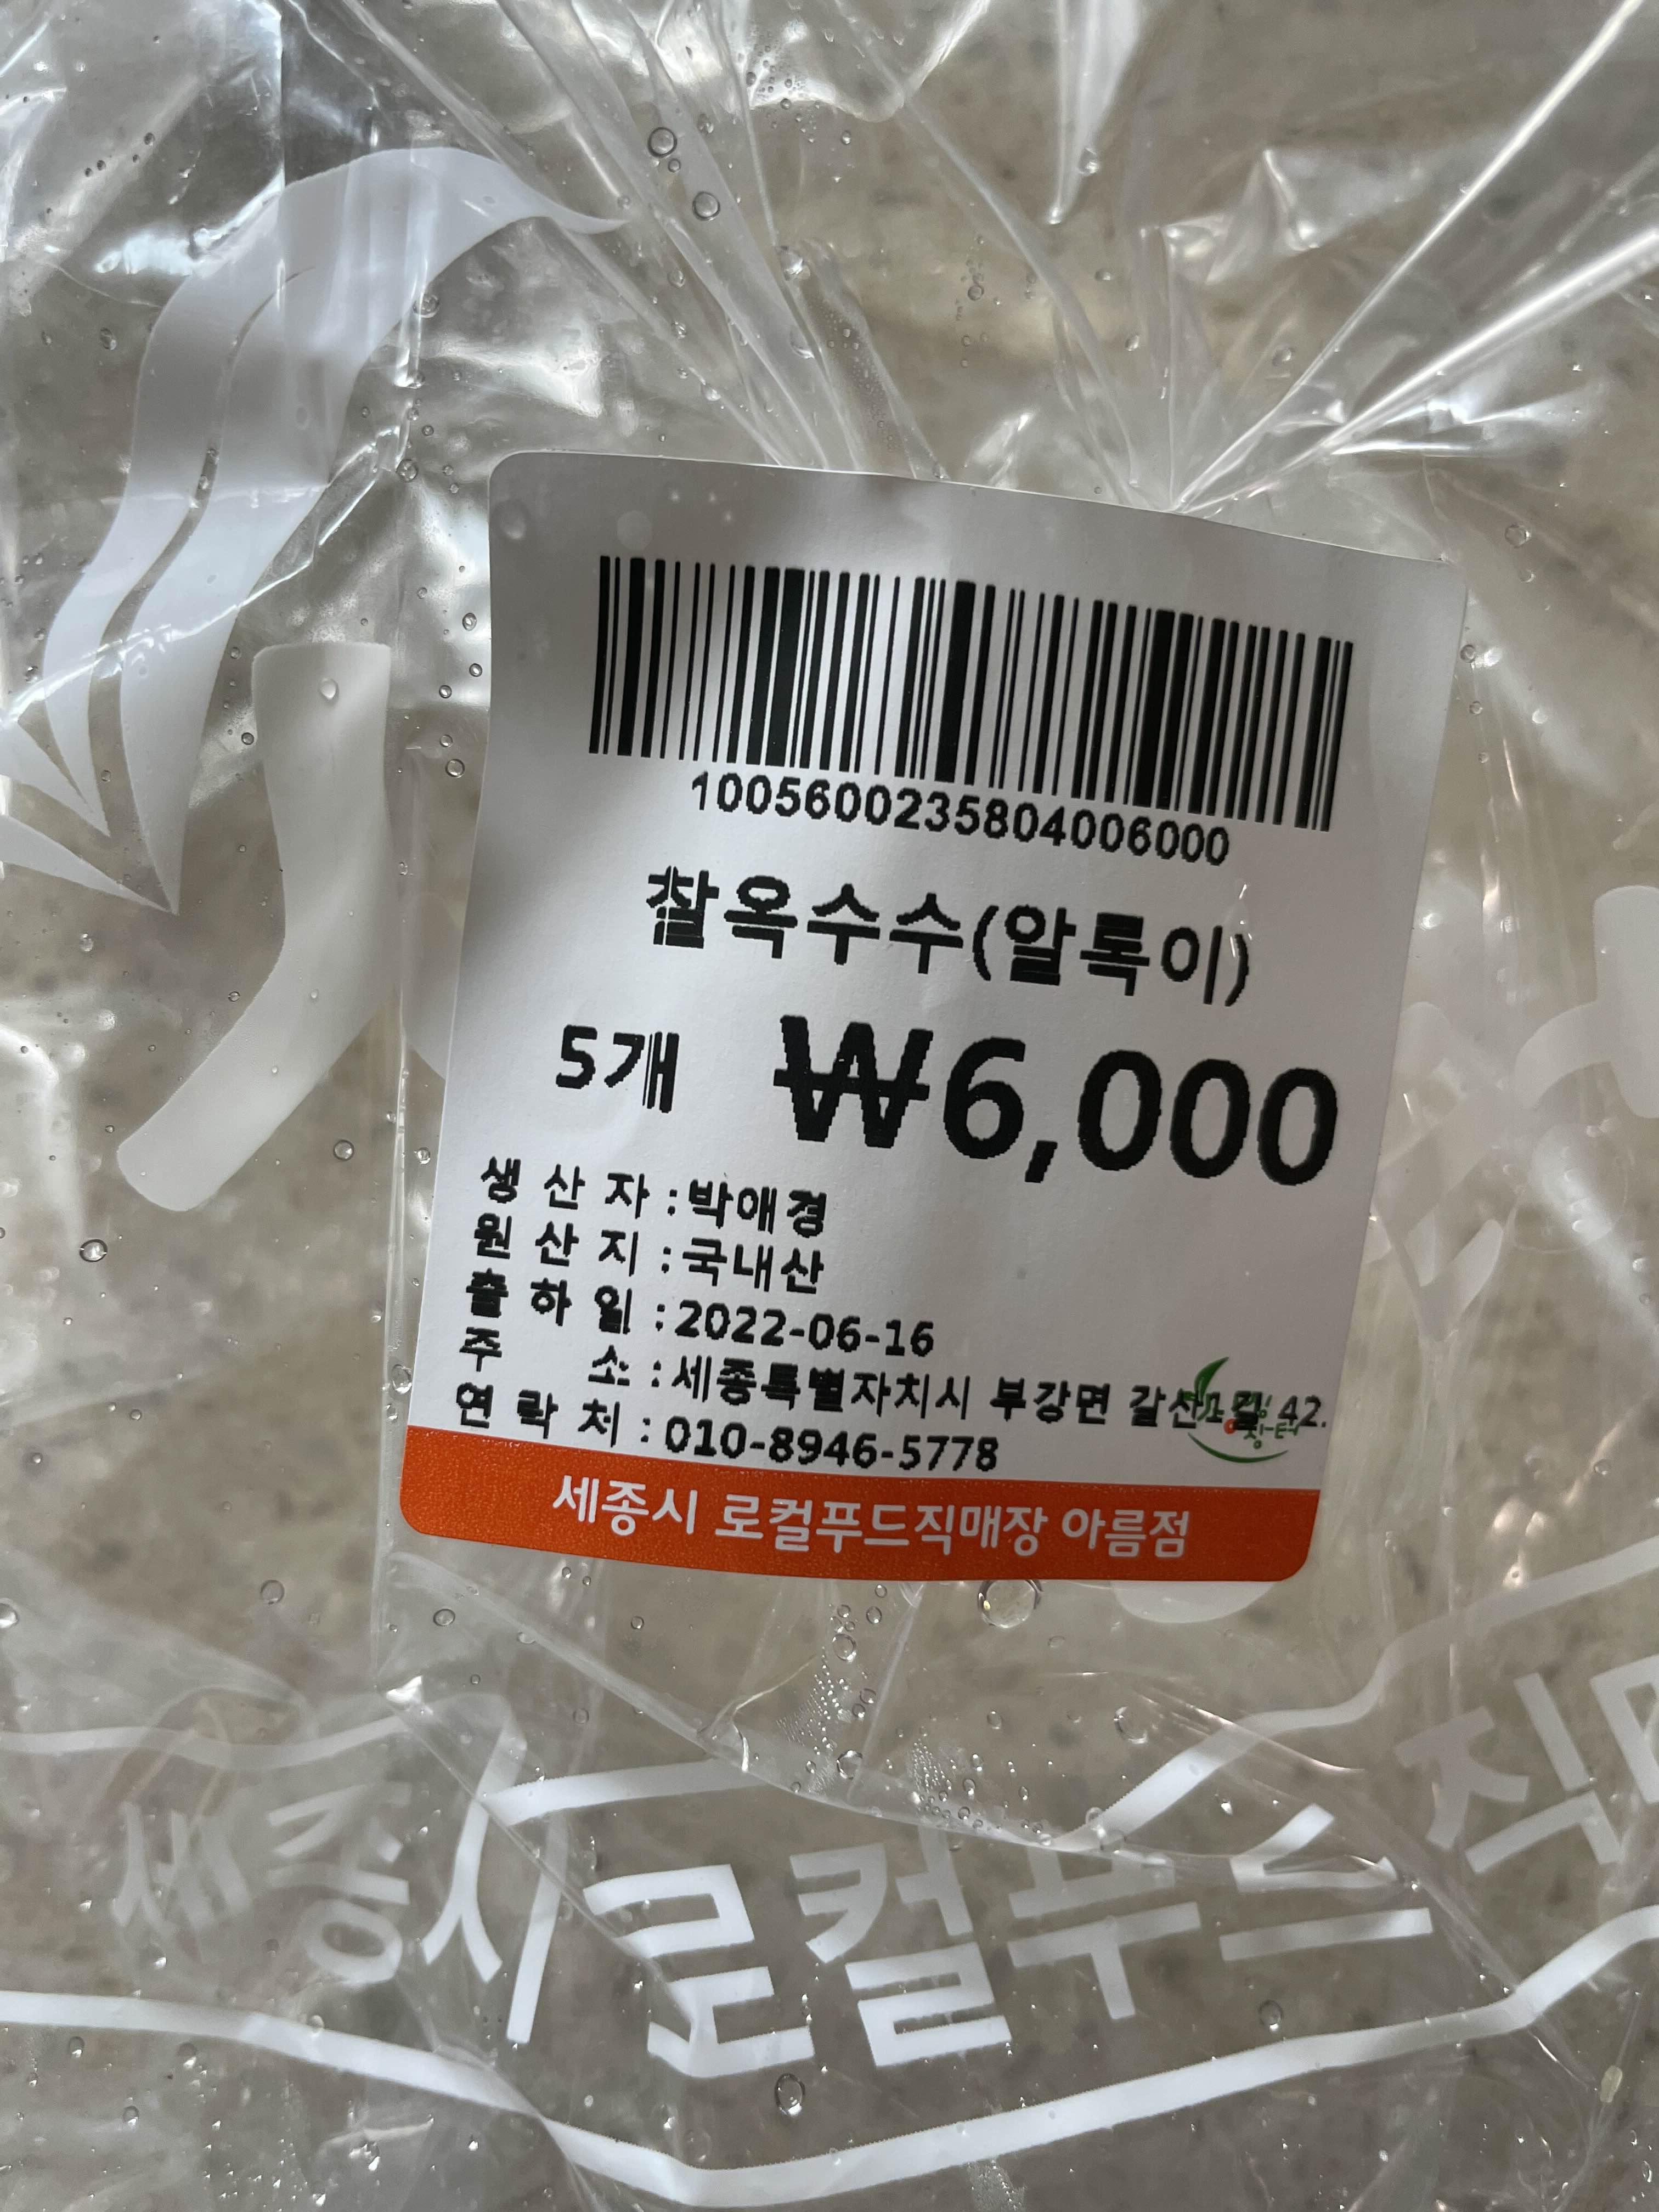 1005600235804006000
찰옥수수(알록이)
5개 ₩6,000
생 산 자 : 박애경
원 산 지 : 국내산
출 하 일 : 2022-06-16
주 소 : 세종특별자치시 부강면 갈산1길 42.
연 락 처 : 010-8946-5778
세종시 로컬푸드직매장 아름점
세종시로컬푸드 직